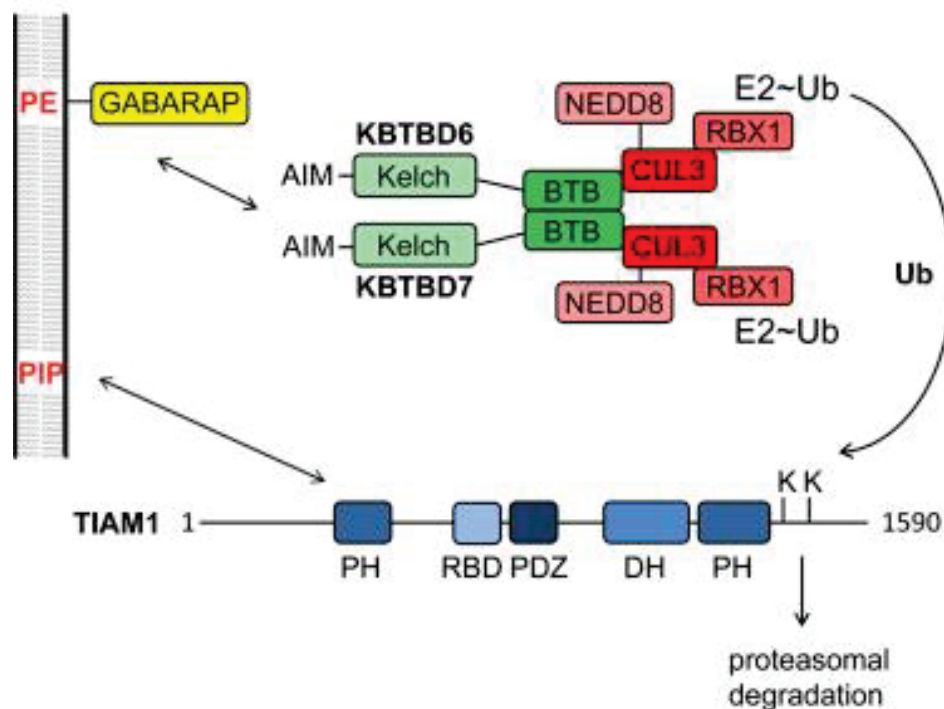 PE
GABARAP
KBTBD6
AIM
Kelch
BTB
NEDD8
CUL3
RBX1
E2~Ub
AIM
Kelch
KBTBD7
BTB
CUL3
NEDD8
RBX1
E2~Ub
Ub
PIP
TIAM1 1
K K
1590
PH RBD PDZ DH PH
proteasomal
degradation